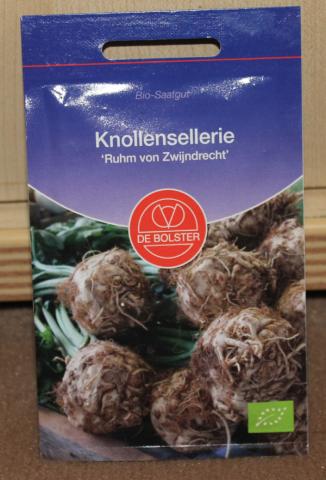 Bio-Saatgut
Knollensellerie
'Ruhm von Zwijndrecht'
DE BOLSTER